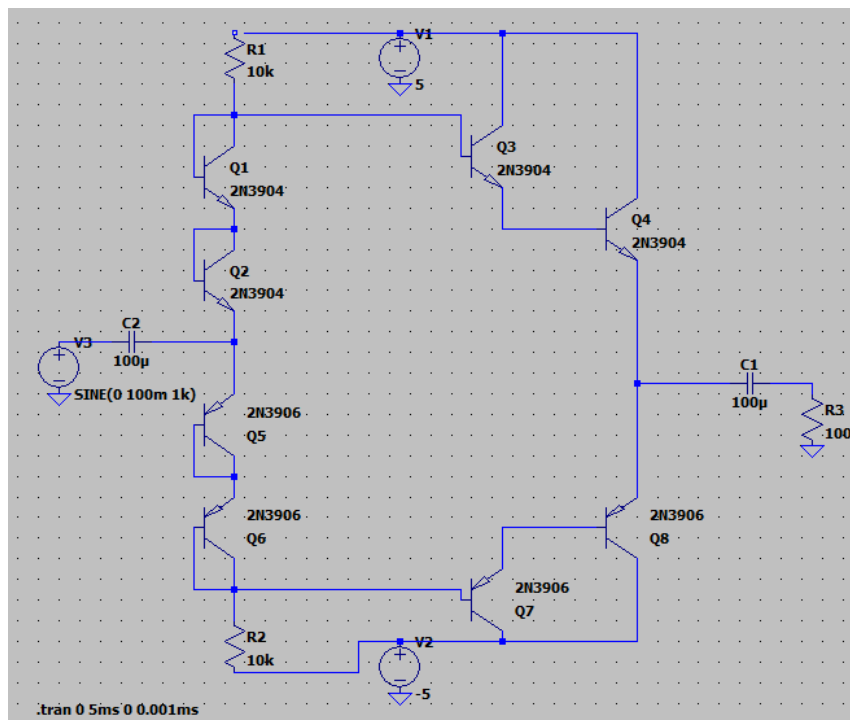 V1
R1
10k
5
Q3
2N3904
Q1
2N3904
Q4
2N3904
Q2
2N3904
C2
V3
100µ
SINE(0 100m 1k)
C1
100µ
R3
100
2N3906
Q5
2N3906
Q6
2N3906
Q8
2N3906
Q7
R2
10k
V2
-5
.tran 0 5ms 0 0.001ms